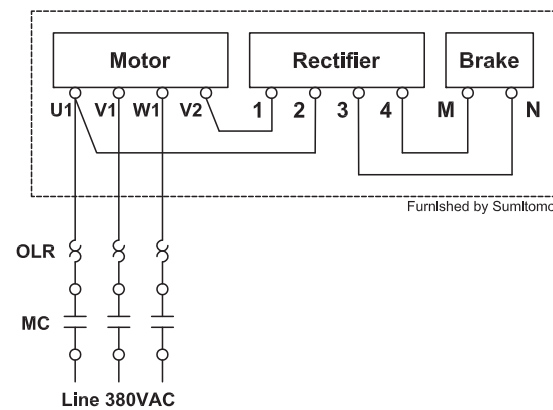 Motor Rectifier Brake
U1 V1 W1 V2 1 2 3 4 M N
Furnished by Sumitomo
OLR
MC
Line 380VAC